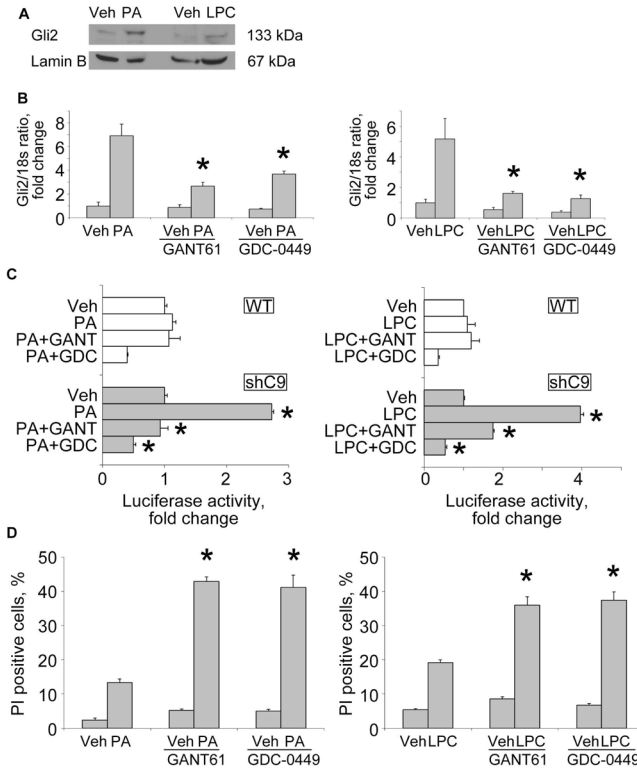 A
Veh PA Veh LPC
Gli2 133 kDa
Lamin B 67 kDa
B
Gli2/18s ratio,
fold change
8
6
4
2
0
* *
Veh PA Veh PA Veh PA
GANT61 GDC-0449
Gli2/18s ratio,
fold change
6
4
2
0
* *
Veh LPC Veh LPC Veh LPC
GANT61 GDC-0449
C
Veh WT
PA
PA+GANT
PA+GDC
Veh shC9
PA *
PA+GANT *
PA+GDC *
0 1 2 3
Luciferase activity,
fold change
Veh WT
LPC
LPC+GANT
LPC+GDC
Veh shC9
LPC *
LPC+GANT *
LPC+GDC *
0 2 4
Luciferase activity,
fold change
D
PI positive cells, %
50
40
30
20
10
0
* *
Veh PA Veh PA Veh PA
GANT61 GDC-0449
PI positive cells, %
50
40
30
20
10
0
* *
Veh LPC Veh LPC Veh LPC
GANT61 GDC-0449